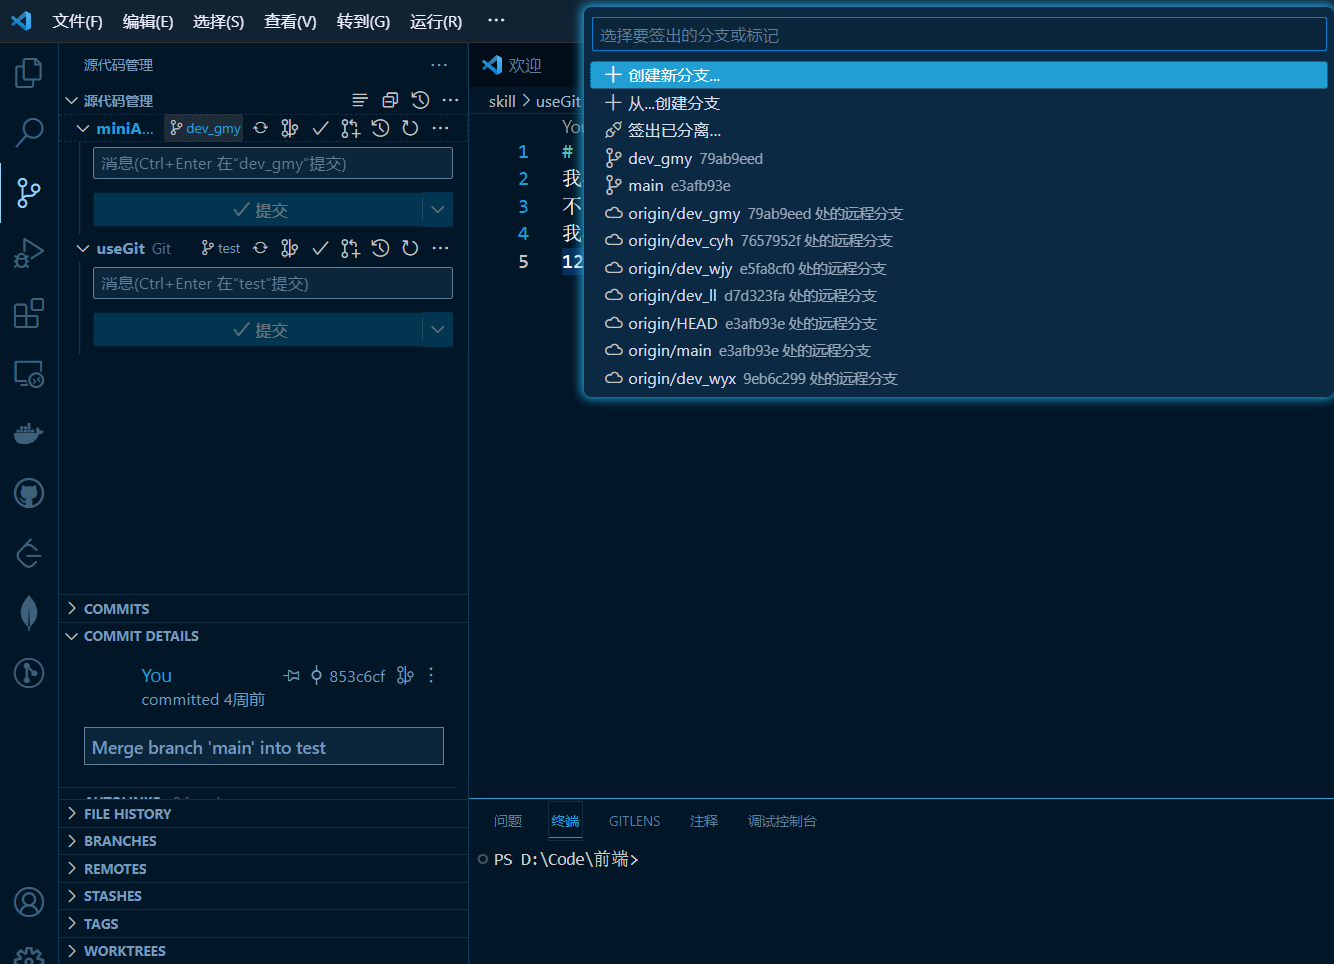 文件(F) 编辑(E) 选择(S) 查看(V) 转到(G) 运行(R) ···
源代码管理
源代码管理
miniA... dev_gmy
消息(Ctrl+Enter 在“dev_gmy”提交)
提交
useGit Git test
消息(Ctrl+Enter 在“test”提交)
提交
COMMITS
COMMIT DETAILS
You 853c6cf
committed 4周前
Merge branch 'main' into test
FILE HISTORY
BRANCHES
REMOTES
STASHES
TAGS
WORKTREES
欢迎
skill > useGit
You
1 #
2 我
3 不
4 我
5 12
选择要签出的分支或标记
创建新分支...
从...创建分支
签出已分离...
dev_gmy 79ab9eed
main e3afb93e
origin/dev_gmy 79ab9eed 处的远程分支
origin/dev_cyh 7657952f 处的远程分支
origin/dev_wjy e5fa8cf0 处的远程分支
origin/dev_ll d7d323fa 处的远程分支
origin/HEAD e3afb93e 处的远程分支
origin/main e3afb93e 处的远程分支
origin/dev_wyx 9eb6c299 处的远程分支
问题 终端 GITLENS 注释 调试控制台
PS D:\Code\前端>